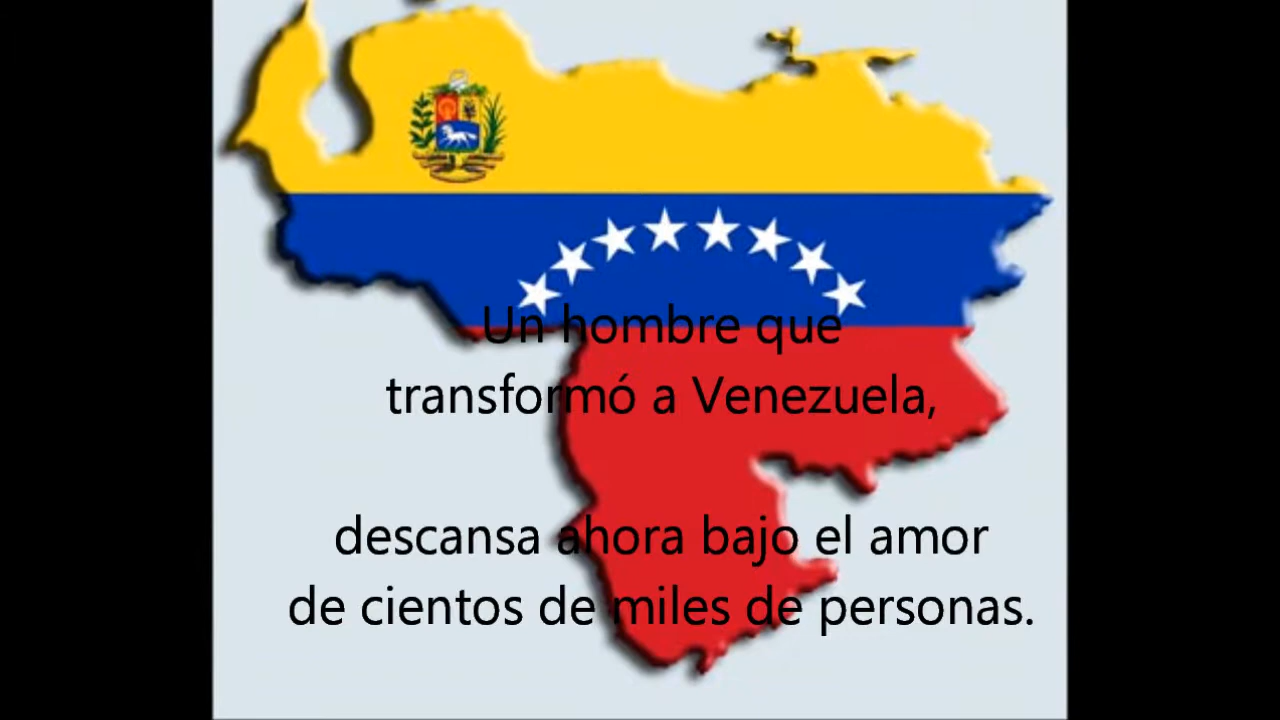 Un hombre que
transformó a Venezuela,
descansa ahora bajo el amor
de cientos de miles de personas.